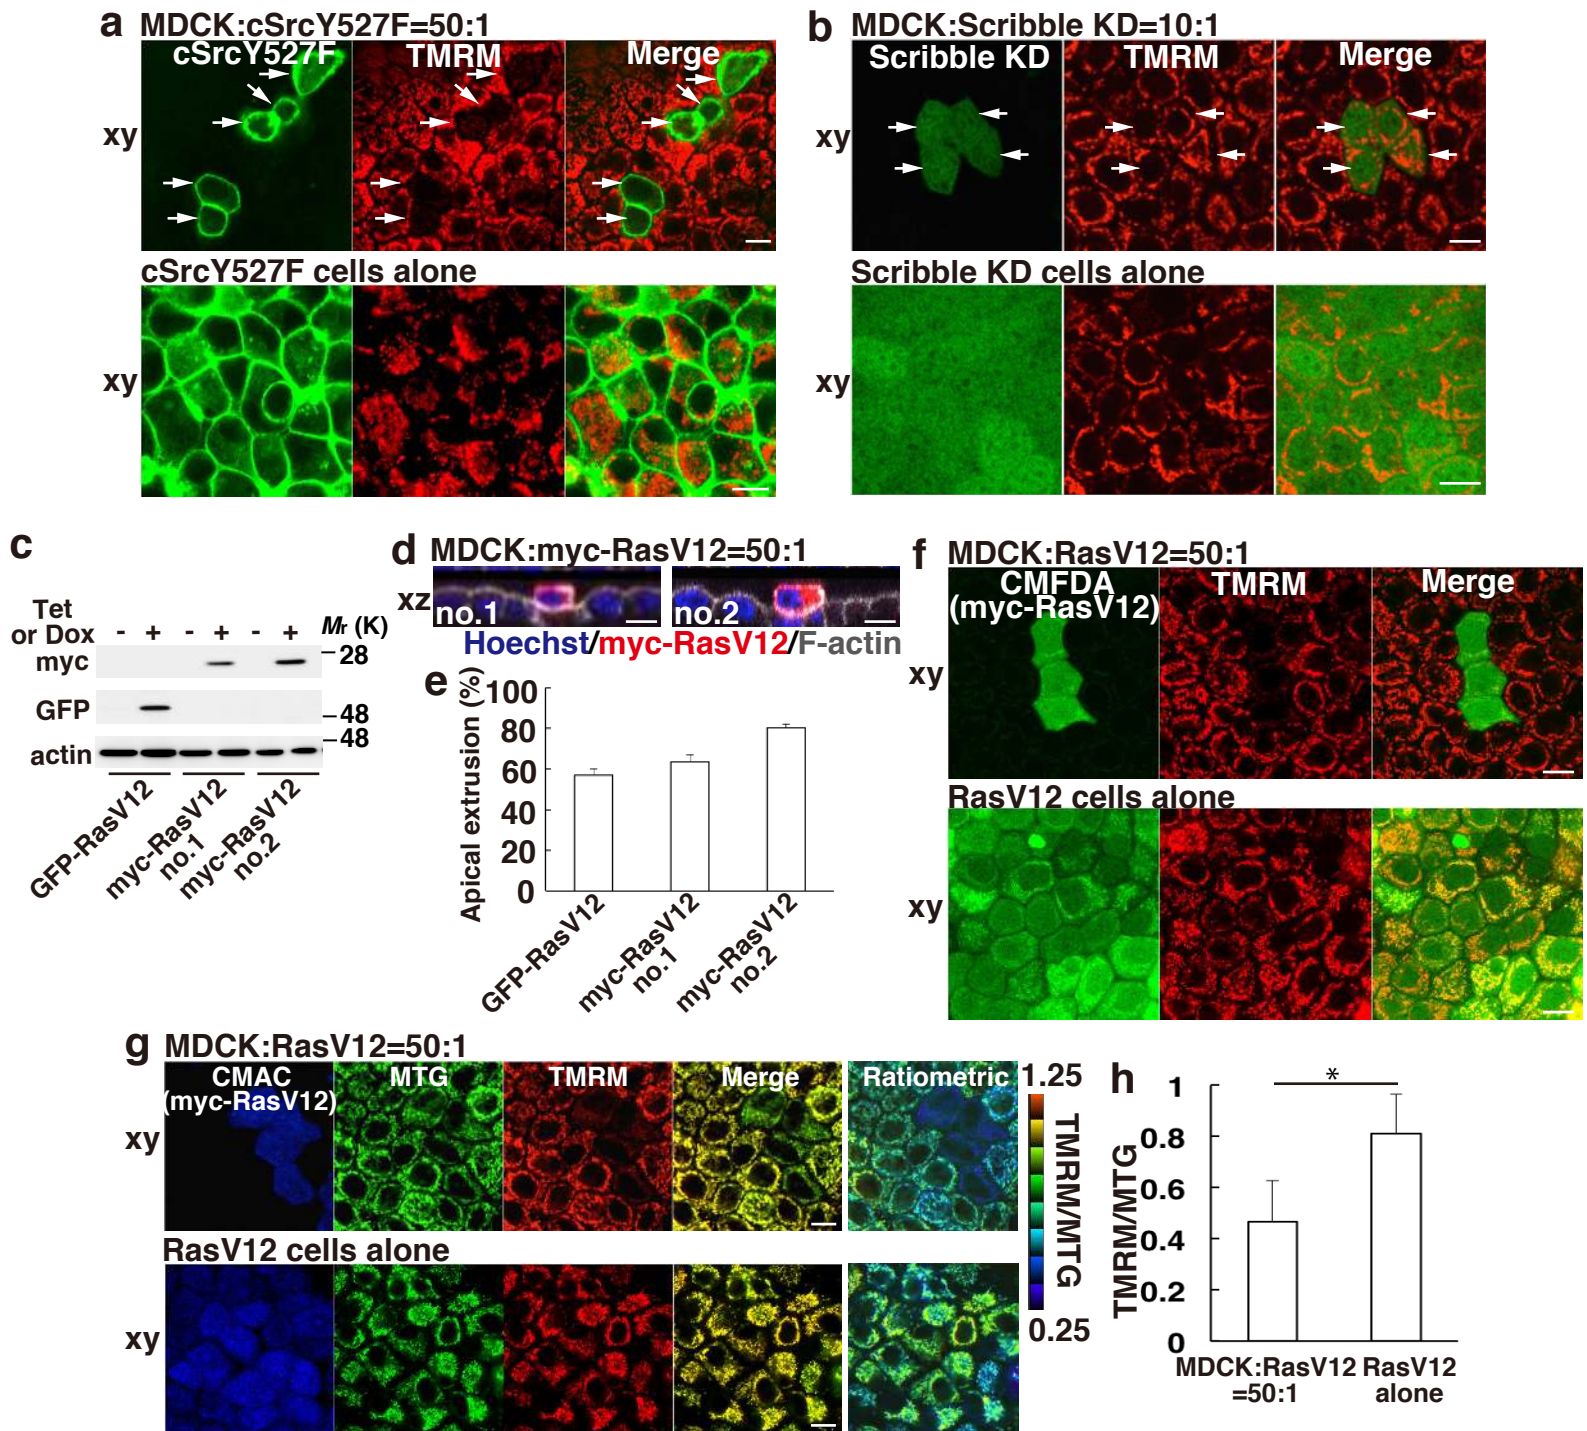 a MDCK:cSrcY527F=50:1
cSrcY527F TMRM Merge
xy
cSrcY527F cells alone
xy
b MDCK:Scribble KD=10:1
Scribble KD TMRM Merge
xy
Scribble KD cells alone
xy
c
Tet
or Dox - + - + - + Mr (K)
myc 28
GFP 48
actin 48
GFP-RasV12
myc-RasV12
no.1
myc-RasV12
no.2
d MDCK:myc-RasV12=50:1
xz no.1 no.2
Hoechst/myc-RasV12/F-actin
e
Apical extrusion (%)
100
80
60
40
20
0
GFP-RasV12
myc-RasV12
no.1
myc-RasV12
no.2
f MDCK:RasV12=50:1
CMFDA TMRM Merge
(myc-RasV12)
xy
RasV12 cells alone
xy
g MDCK:RasV12=50:1
CMAC MTG TMRM Merge Ratiometric
(myc-RasV12)
xy
RasV12 cells alone
xy
1.25
TMRM/MTG
0.25
h
*
TMRM/MTG
1
0.8
0.6
0.4
0.2
0
MDCK:RasV12
=50:1
RasV12
alone